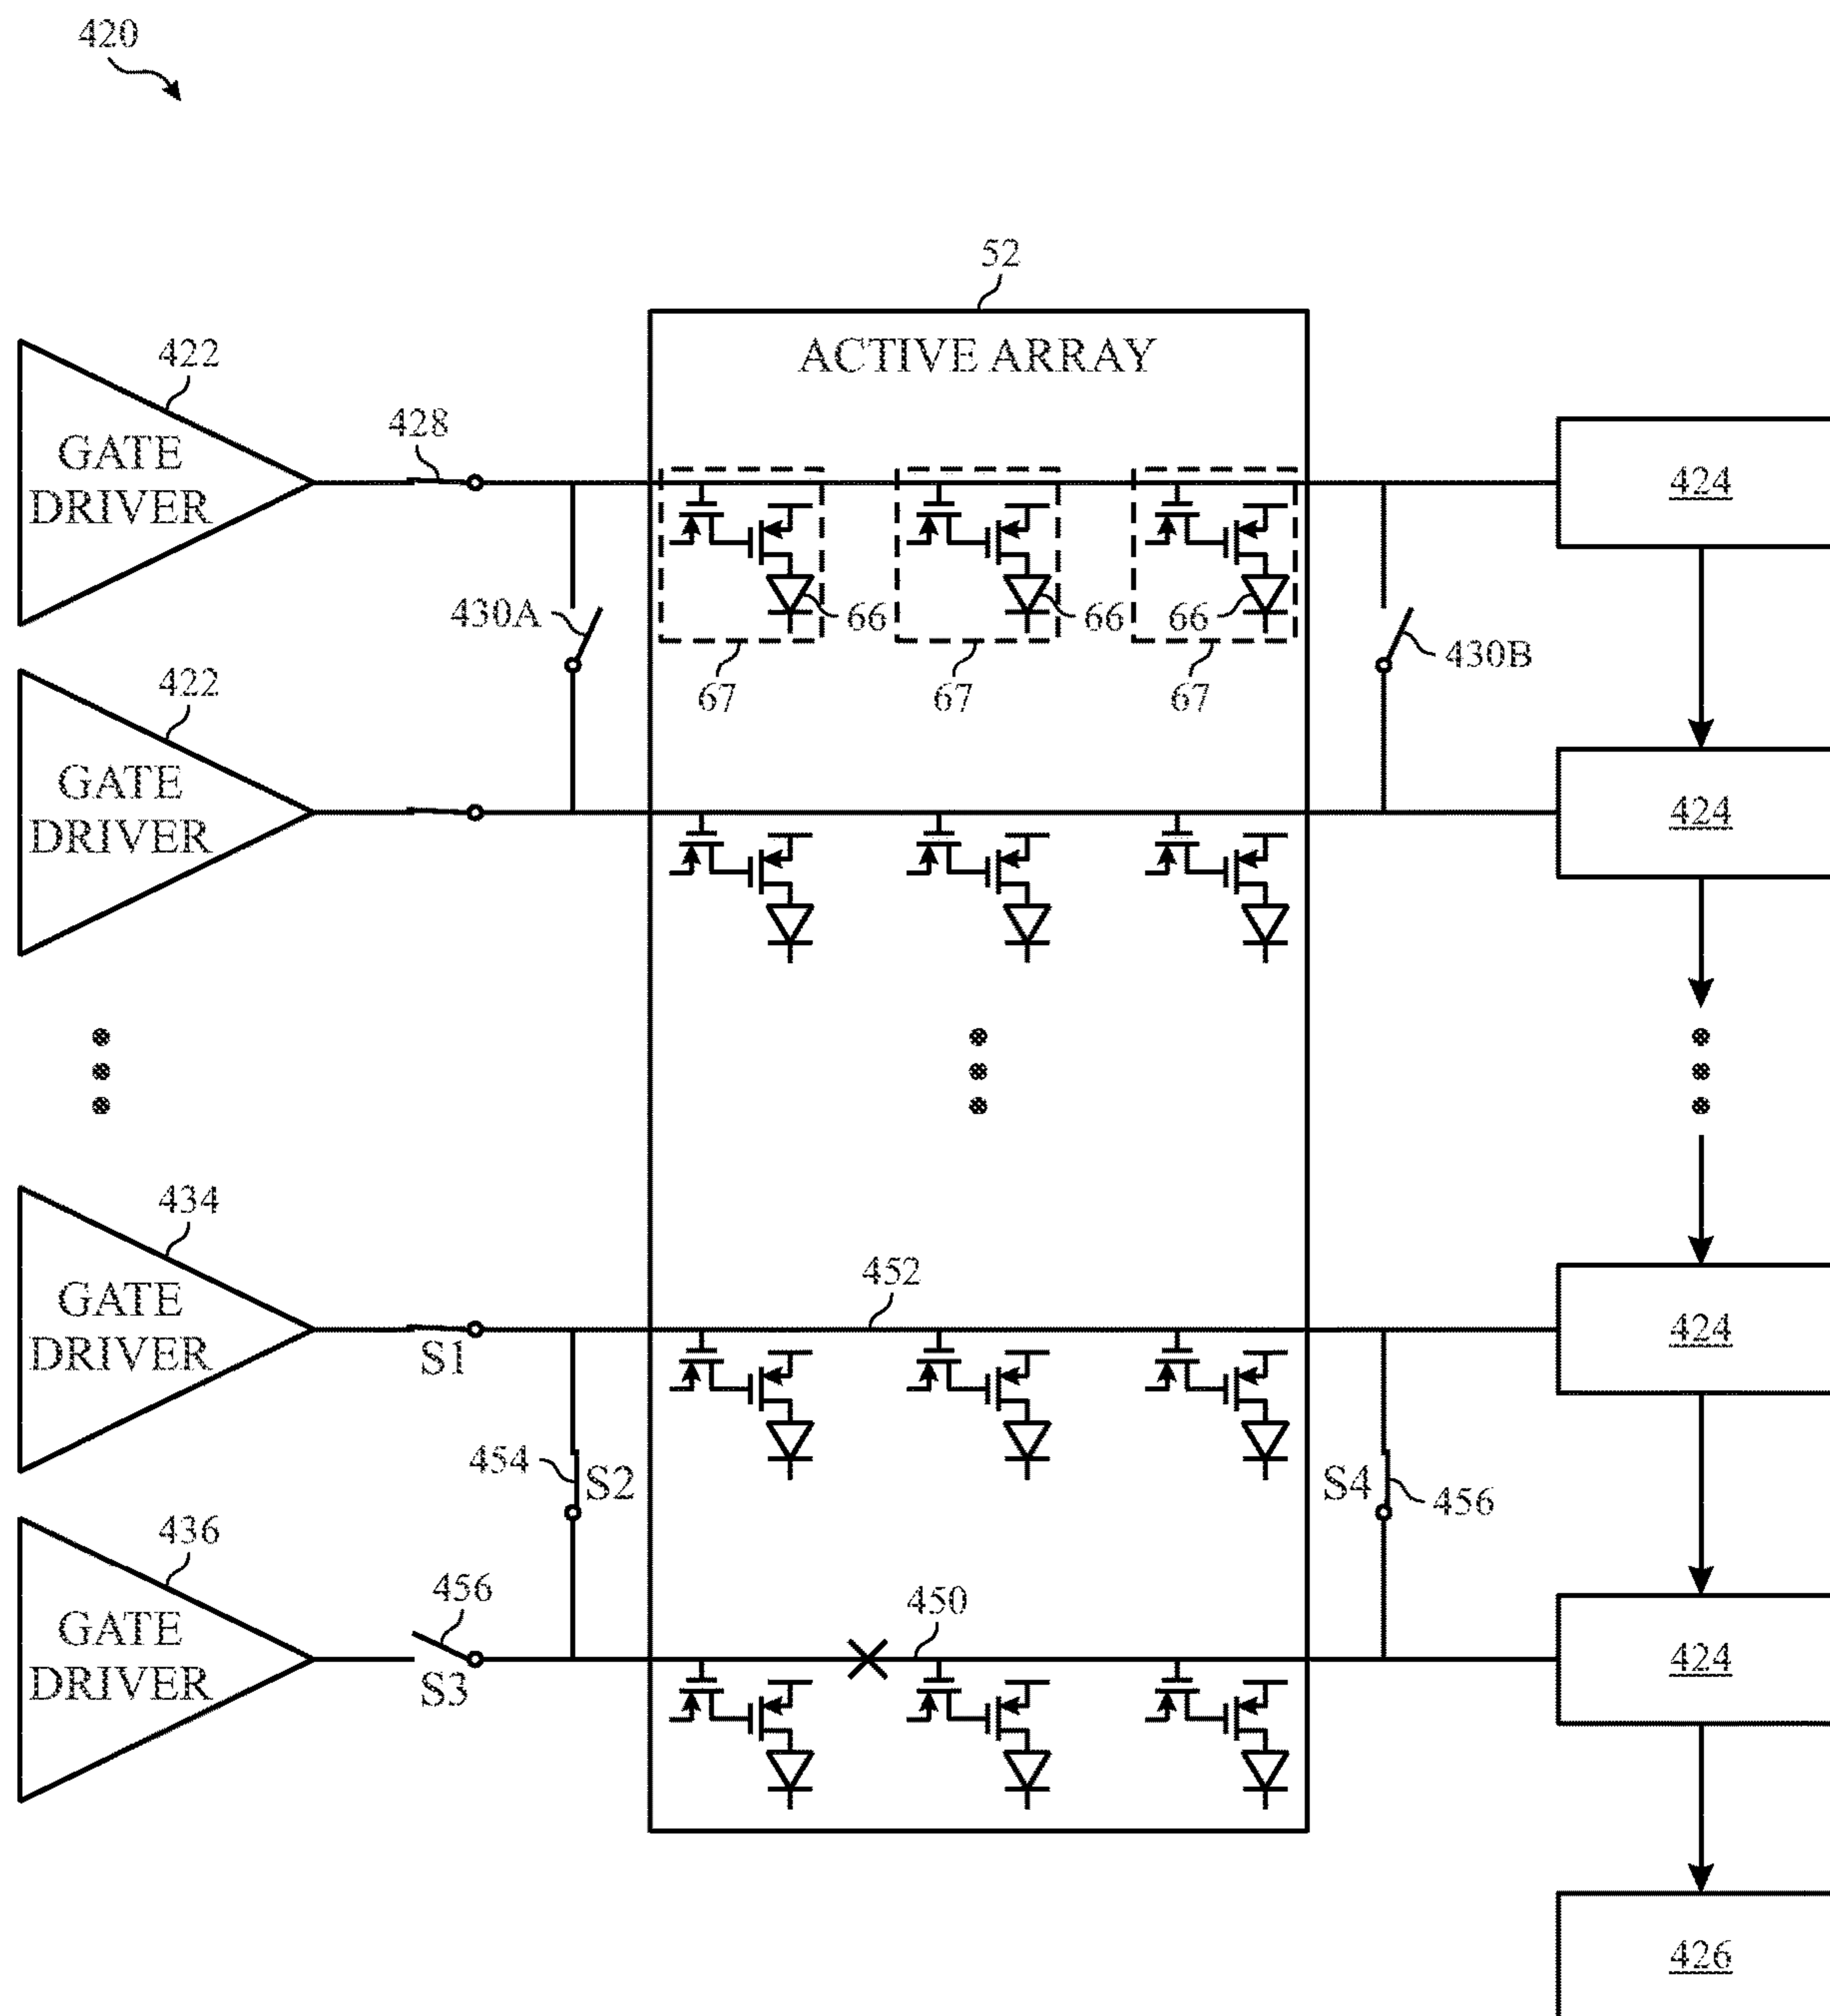 420
52
ACTIVE ARRAY
422
GATE
DRIVER
428
424
430A
66
66
66
430B
67
67
67
422
GATE
DRIVER
424
434
GATE
DRIVER
S1
452
424
454
S2
S4
456
436
GATE
DRIVER
456
S3
450
424
426